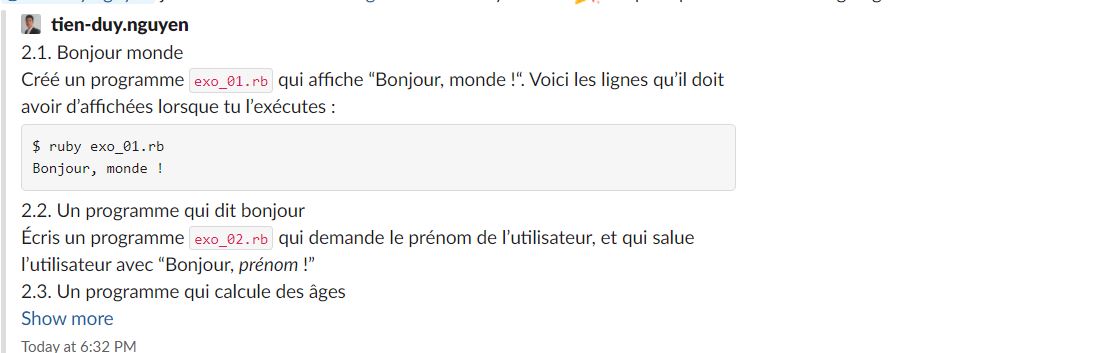 tien-duy.nguyen
2.1. Bonjour monde
Créé un programme exo_01.rb qui affiche “Bonjour, monde !“. Voici les lignes qu’il doit
avoir d’affichées lorsque tu l’exécutes :
$ ruby exo_01.rb
Bonjour, monde !
2.2. Un programme qui dit bonjour
Écris un programme exo_02.rb qui demande le prénom de l’utilisateur, et qui salue
l’utilisateur avec “Bonjour, prénom !”
2.3. Un programme qui calcule des âges
Show more
Today at 6:32 PM